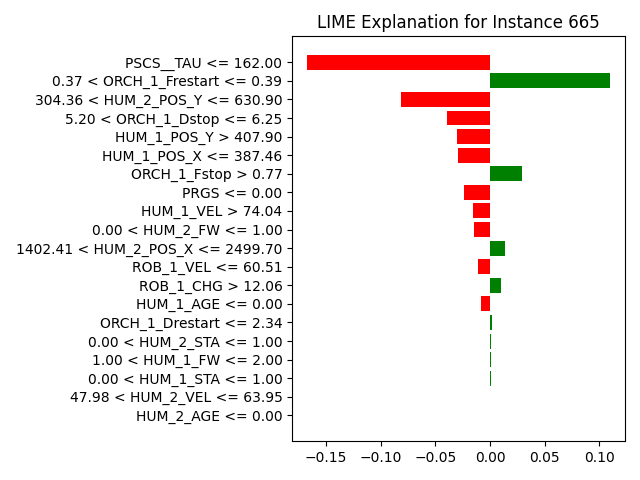 LIME Explanation for Instance 665
PSCS__TAU <= 162.00
0.37 < ORCH_1_Frestart <= 0.39
304.36 < HUM_2_POS_Y <= 630.90
5.20 < ORCH_1_Dstop <= 6.25
HUM_1_POS_Y > 407.90
HUM_1_POS_X <= 387.46
ORCH_1_Fstop > 0.77
PRGS <= 0.00
HUM_1_VEL > 74.04
0.00 < HUM_2_FW <= 1.00
1402.41 < HUM_2_POS_X <= 2499.70
ROB_1_VEL <= 60.51
ROB_1_CHG > 12.06
HUM_1_AGE <= 0.00
ORCH_1_Drestart <= 2.34
0.00 < HUM_2_STA <= 1.00
1.00 < HUM_1_FW <= 2.00
0.00 < HUM_1_STA <= 1.00
47.98 < HUM_2_VEL <= 63.95
HUM_2_AGE <= 0.00
−0.15 −0.10 −0.05 0.00 0.05 0.10